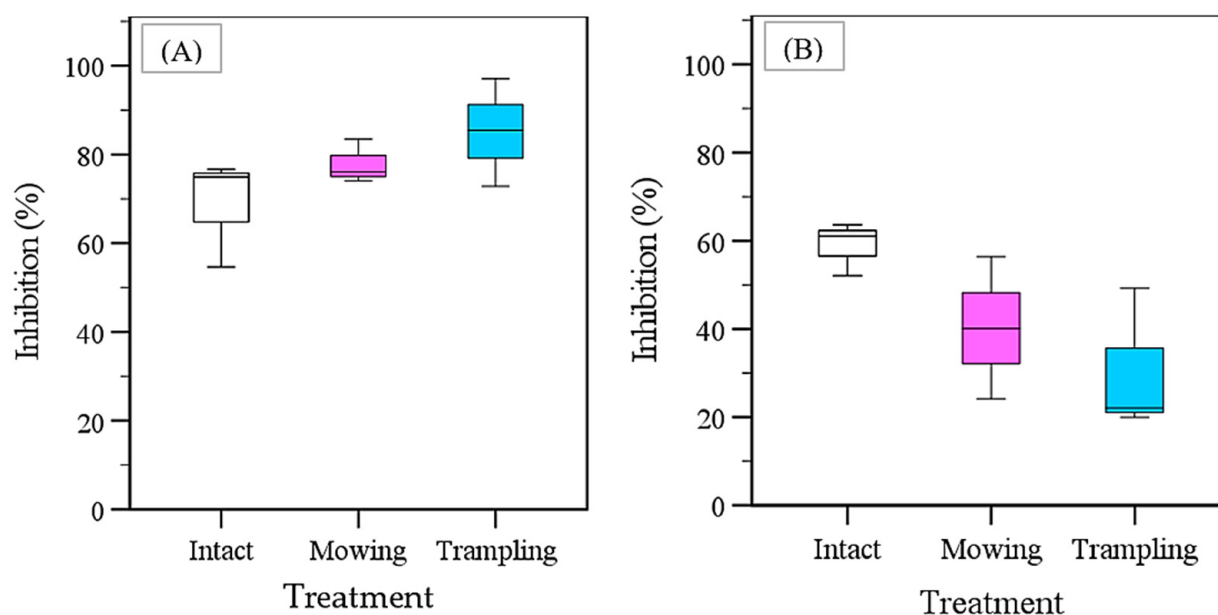 (A)
100
80
60
40
20
0
Inhibition (%)
Intact Mowing Trampling
Treatment
(B)
100
80
60
40
20
0
Inhibition (%)
Intact Mowing Trampling
Treatment